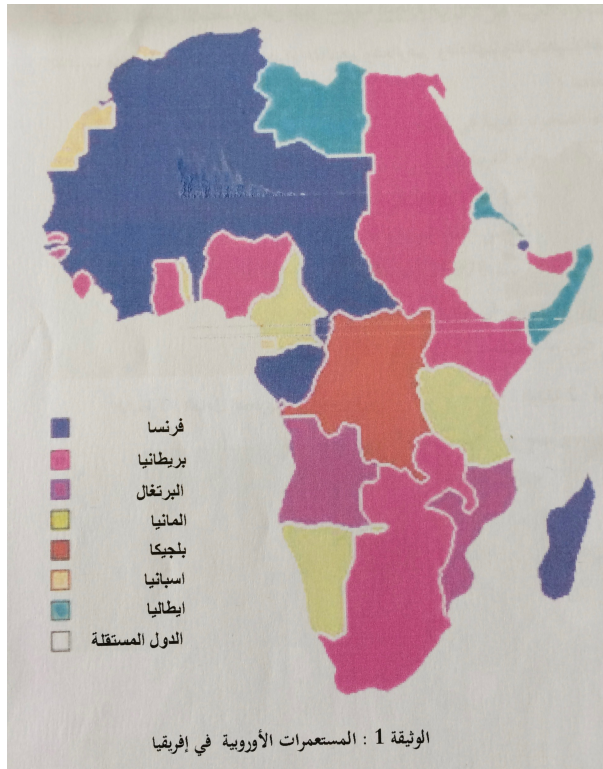 فرنسا
بريطانيا
البرتغال
المانيا
بلجيكا
اسبانيا
ايطاليا
الدول المستقلة
الوثيقة 1 : المستعمرات الأوروبية في إفريقيا